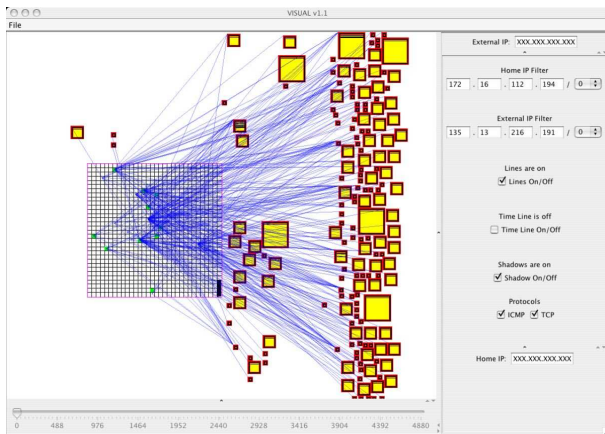 VISUAL v1.1
File
External IP: XXX.XXX.XXX.XXX
Home IP Filter
172 . 16 . 112 . 194 / 0
External IP Filter
135 . 13 . 216 . 191 / 0
Lines are on
Lines On/Off
Time Line is off
Time Line On/Off
Shadows are on
Shadow On/Off
Protocols
ICMP TCP
Home IP: XXX.XXX.XXX.XXX
0 488 976 1464 1952 2440 2928 3416 3904 4392 4880